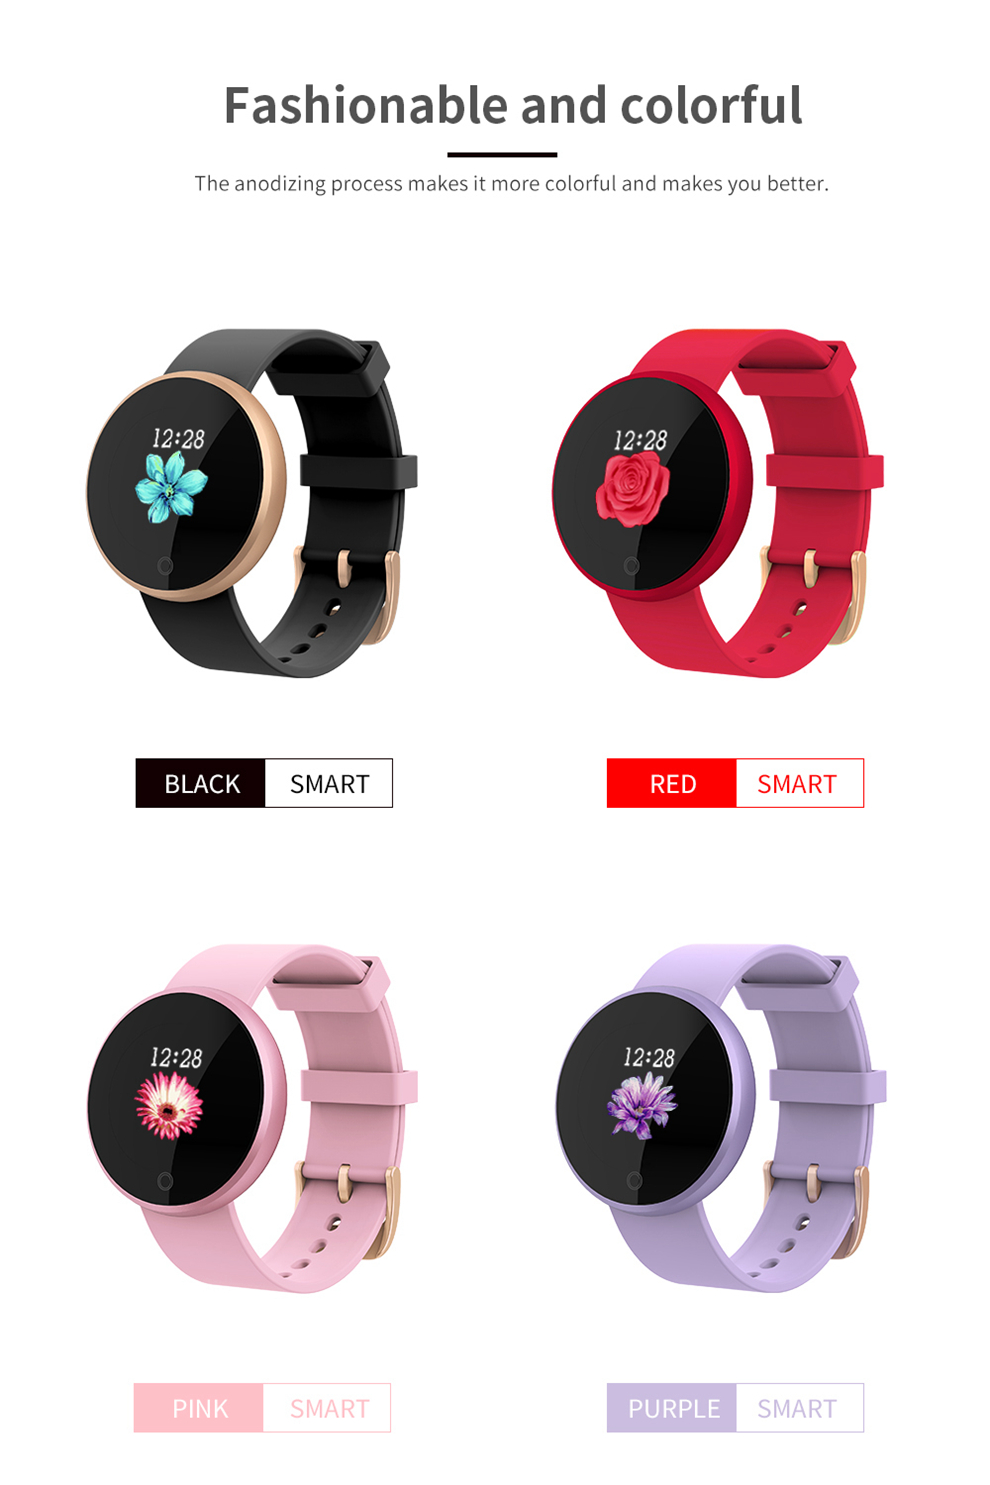 Fashionable and colorful
The anodizing process makes it more colorful and makes you better.
12:28
12:28
BLACK SMART
RED SMART
12:28
12:28
PINK SMART
PURPLE SMART